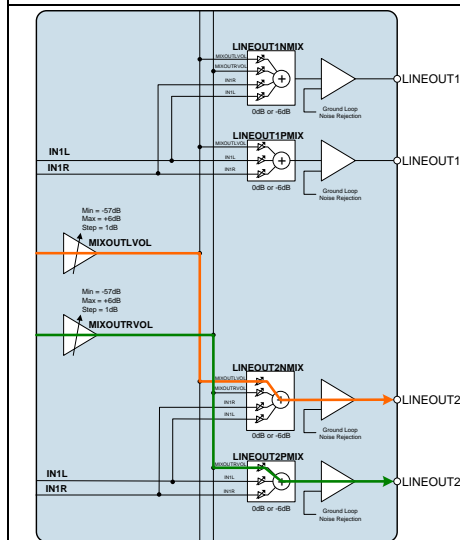 LINEOUT1NMIX
MIXOUTLVOL
MIXOUTRVOL
IN1R
IN1L
0dB or -6dB
Ground Loop
Noise Rejection
LINEOUT1
LINEOUT1PMIX
MIXOUTLVOL
IN1L
IN1R
0dB or -6dB
Ground Loop
Noise Rejection
LINEOUT1
IN1L
IN1R
Min = -57dB
Max = +6dB
Step = 1dB
MIXOUTLVOL
Min = -57dB
Max = +6dB
Step = 1dB
MIXOUTRVOL
LINEOUT2NMIX
MIXOUTLVOL
MIXOUTRVOL
IN1R
IN1L
0dB or -6dB
Ground Loop
Noise Rejection
LINEOUT2
LINEOUT2PMIX
MIXOUTRVOL
IN1L
IN1R
0dB or -6dB
Ground Loop
Noise Rejection
LINEOUT2
IN1L
IN1R